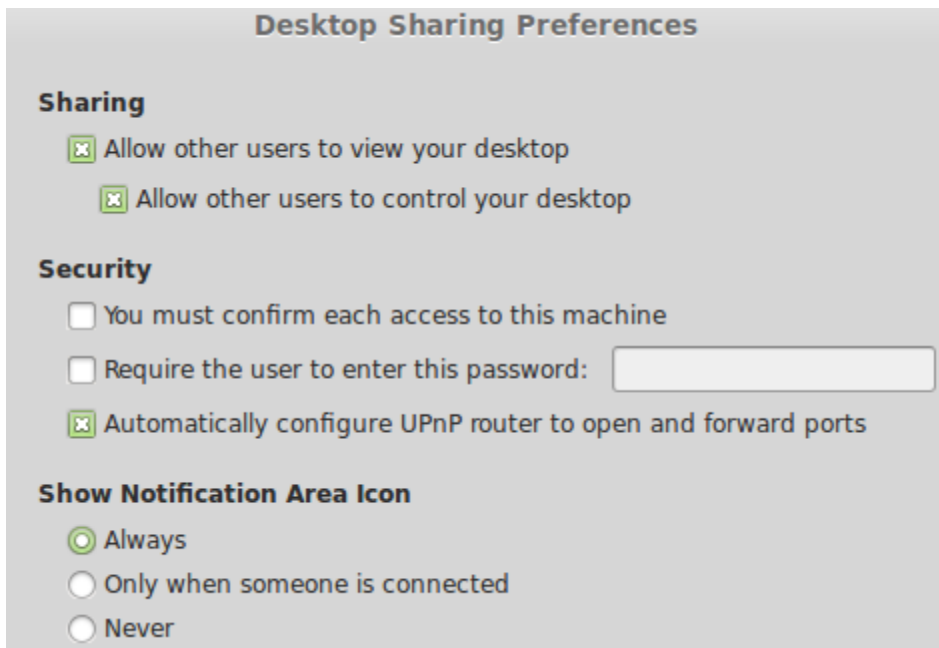 Desktop Sharing Preferences
Sharing
Allow other users to view your desktop
Allow other users to control your desktop
Security
You must confirm each access to this machine
Require the user to enter this password:
Automatically configure UPnP router to open and forward ports
Show Notification Area Icon
Always
Only when someone is connected
Never